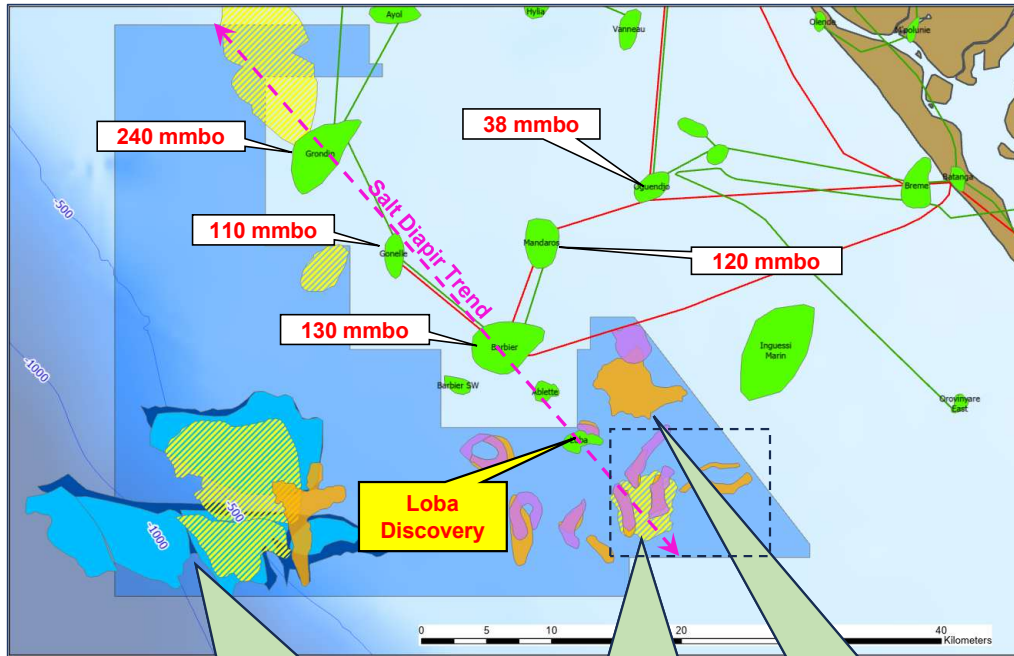 Ayol
Hylia
Vanneau
Olende
M'polunie
240 mmbo
38 mmbo
Grondin
Oguendjo
Breme
Batanga
-500
Salt Diapir Trend
110 mmbo
Gonelle
Mandaros
120 mmbo
130 mmbo
Barbier
Inguessi
Marin
-1000
Barbier SW
Ablette
Orovinyare
East
Loba
Loba
Discovery
-500
-1000
0 5 10 20 40
Kilometers